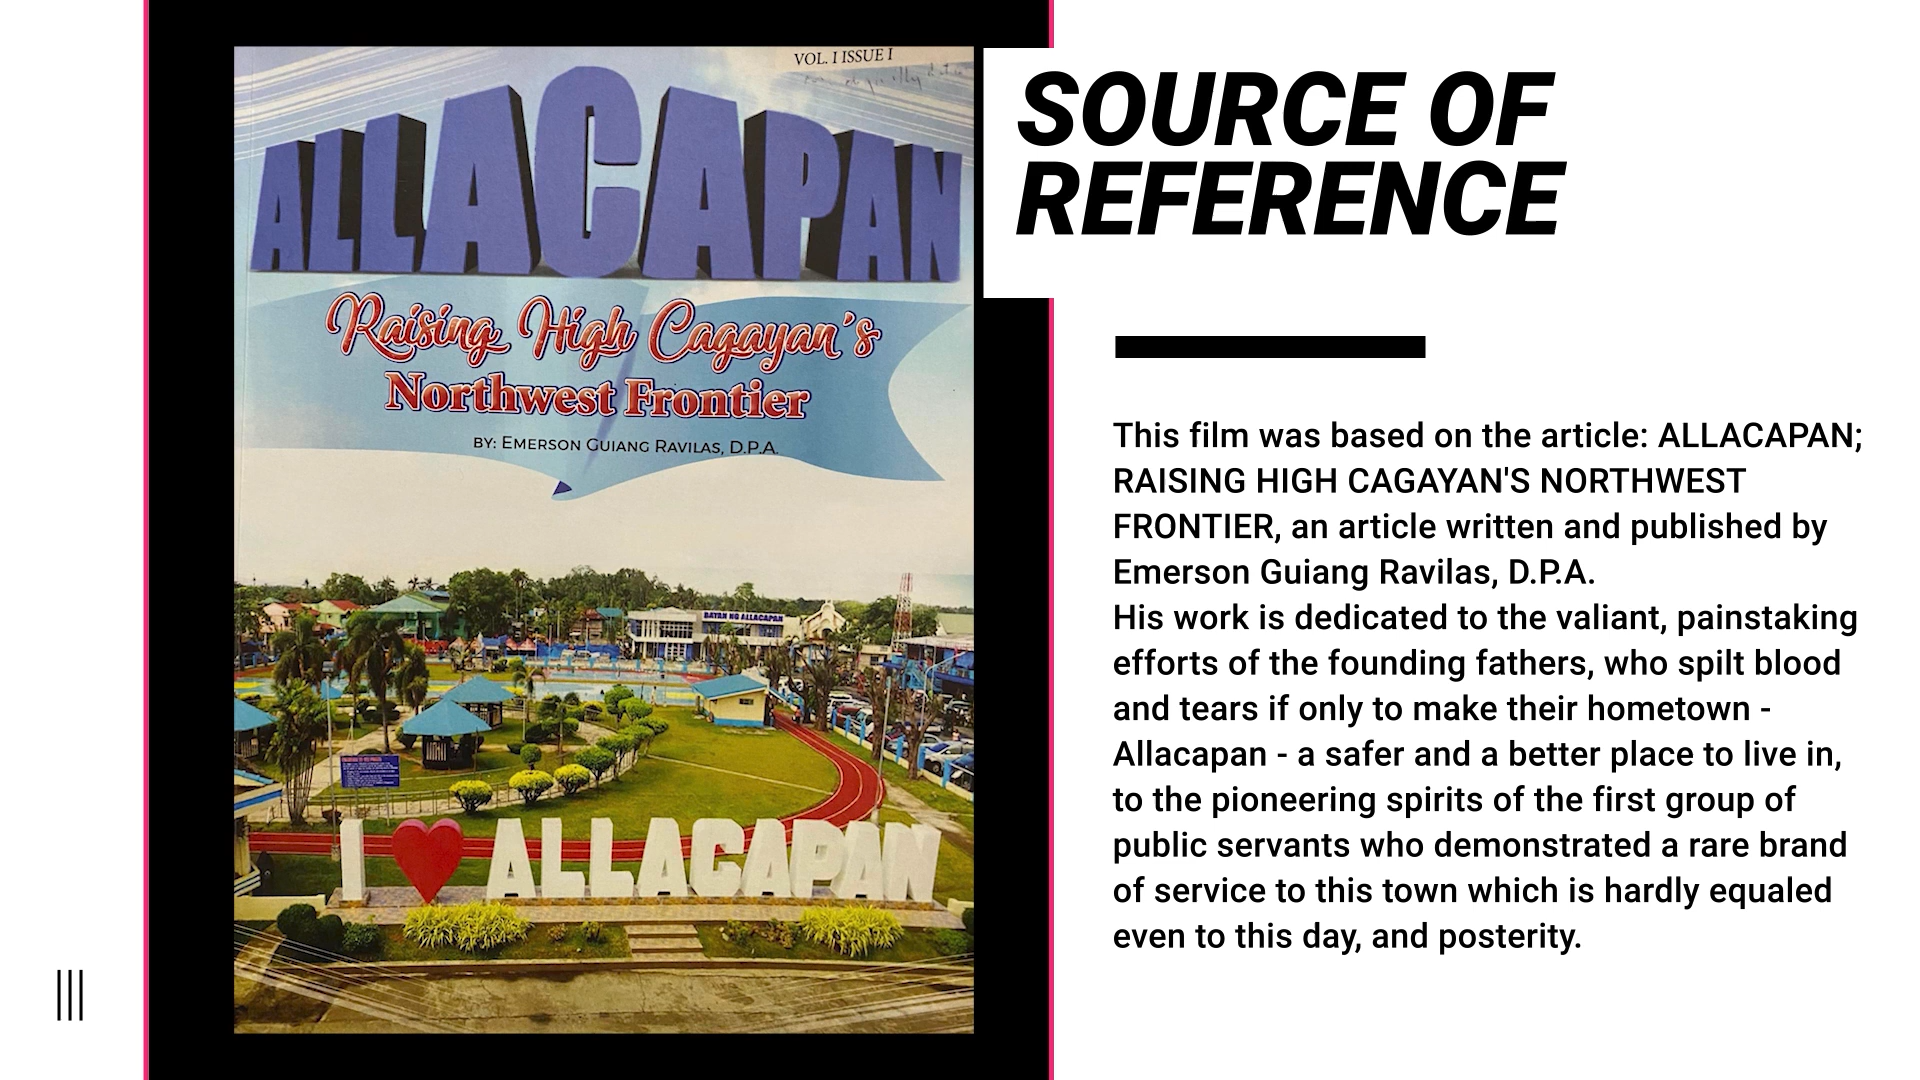 VOL. I ISSUE I
ALLACAPAN
Raising High Cagayan's
Northwest Frontier
BY: EMERSON GUIANG RAVILAS, D.P.A.
BAYAN NG ALLACAPAN
I ❤ ALLACAPAN
SOURCE OF
REFERENCE
This film was based on the article: ALLACAPAN;
RAISING HIGH CAGAYAN'S NORTHWEST
FRONTIER, an article written and published by
Emerson Guiang Ravilas, D.P.A.
His work is dedicated to the valiant, painstaking
efforts of the founding fathers, who spilt blood
and tears if only to make their hometown -
Allacapan - a safer and a better place to live in,
to the pioneering spirits of the first group of
public servants who demonstrated a rare brand
of service to this town which is hardly equaled
even to this day, and posterity.